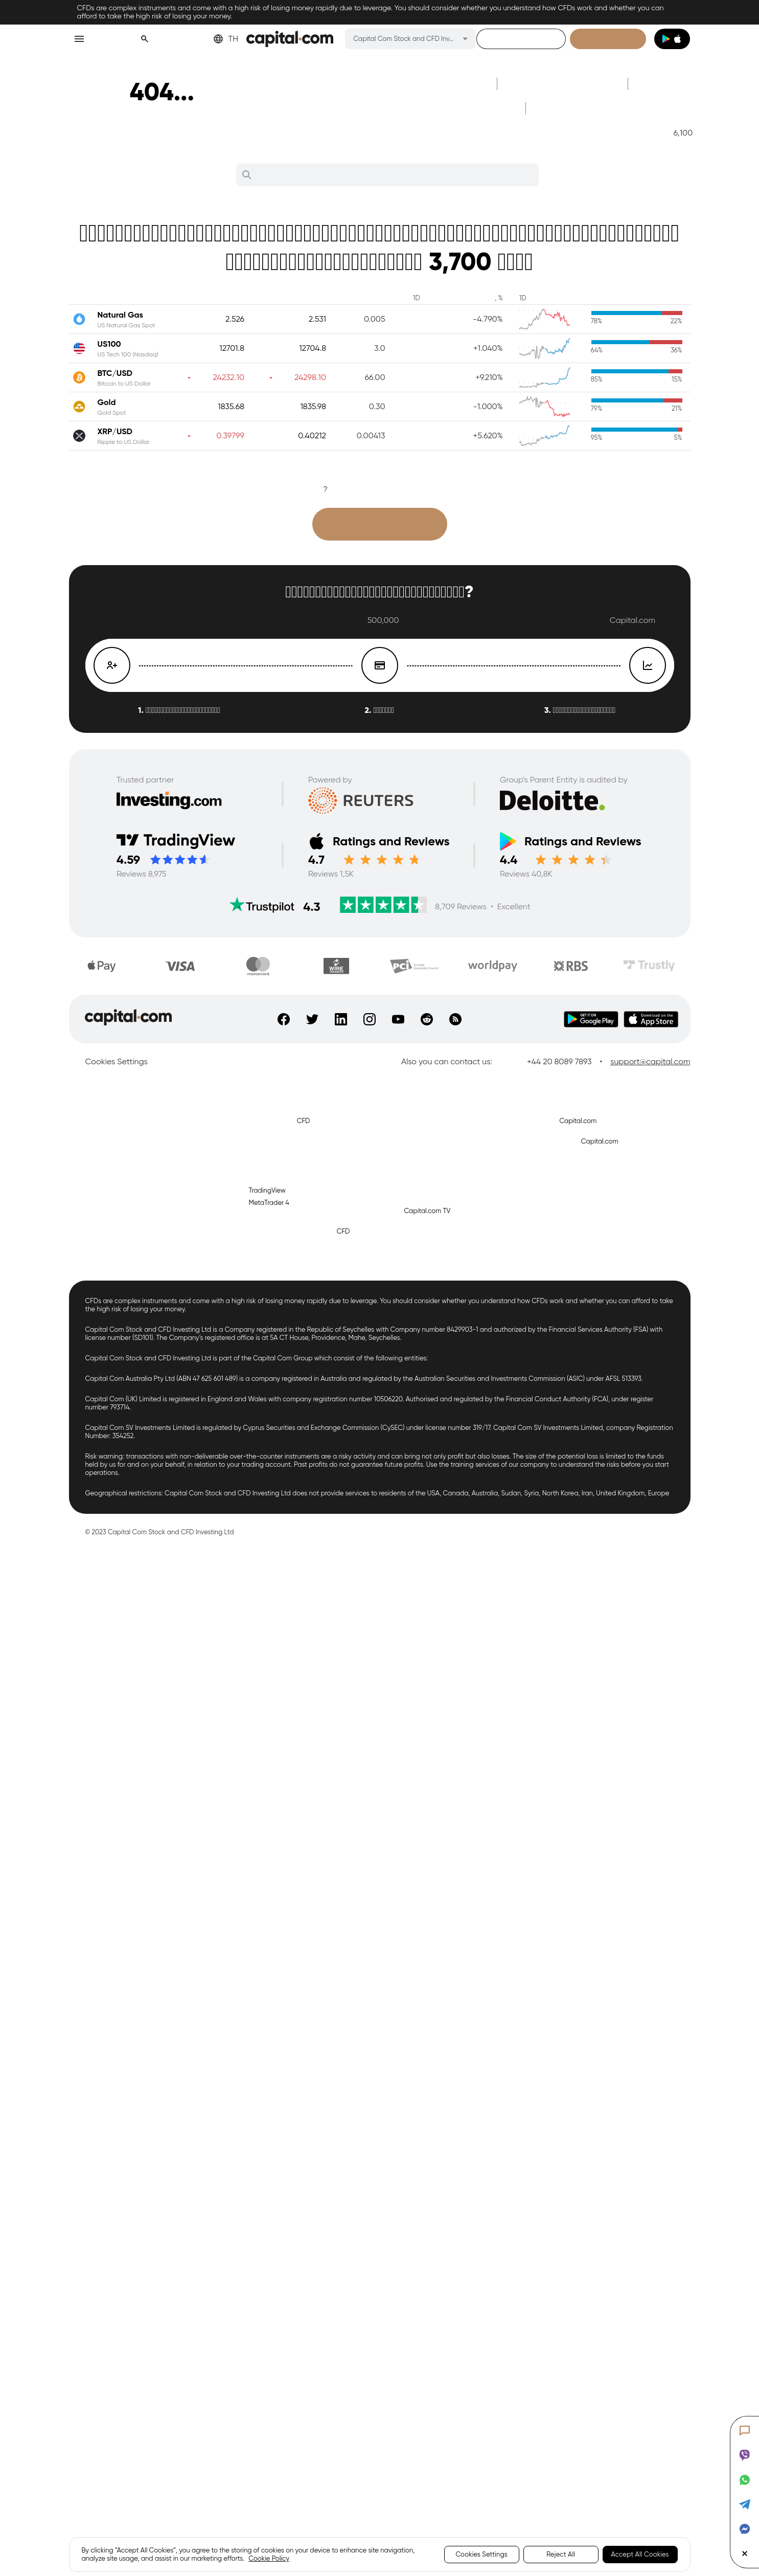 CFDs are complex instruments and come with a high risk of losing money rapidly due to leverage. You should consider whether you understand how CFDs work and whether you can
afford to take the high risk of losing your money.
TH
capital.com
Capital Com Stock and CFD Inv...
404...
6,100
3,700
1D , % 1D
Natural Gas
US Natural Gas Spot
2.526 2.531 0.005 -4.790% 78% 22%
US100
US Tech 100 (Nasdaq)
12701.8 12704.8 3.0 +1.040% 64% 36%
BTC/USD
Bitcoin to US Dollar
24232.10 24298.10 66.00 +9.210% 85% 15%
Gold
Gold Spot
1835.68 1835.98 0.30 -1.000% 79% 21%
XRP/USD
Ripple to US Dollar
0.39799 0.40212 0.00413 +5.620% 95% 5%
?
?
500,000 Capital.com
1.
2.
3.
Trusted partner
Investing.com
Powered by
REUTERS
Group's Parent Entity is audited by
Deloitte.
TradingView
4.59
Reviews 8,975
Ratings and Reviews
4.7
Reviews 1,5K
Ratings and Reviews
4.4
Reviews 40,8K
Trustpilot 4.3 8,709 Reviews • Excellent
Pay VISA mastercard WIRE PCI worldpay RBS Trustly
capital.com
GET IT ON Google Play
Download on the App Store
Cookies Settings
Also you can contact us: +44 20 8089 7893 • support@capital.com
CFD
Capital.com
Capital.com
TradingView
MetaTrader 4
Capital.com TV
CFD
CFDs are complex instruments and come with a high risk of losing money rapidly due to leverage. You should consider whether you understand how CFDs work and whether you can afford to take
the high risk of losing your money.
Capital Com Stock and CFD Investing Ltd is a Company registered in the Republic of Seychelles with Company number 8429903-1 and authorized by the Financial Services Authority (FSA) with
license number (SD101). The Company's registered office is at SA CT House, Providence, Mahe, Seychelles.
Capital Com Stock and CFD Investing Ltd is part of the Capital Com Group which consist of the following entities:
Capital Com Australia Pty Ltd (ABN 47 625 601 489) is a company registered in Australia and regulated by the Australian Securities and Investments Commission (ASIC) under AFSL 513393.
Capital Com (UK) Limited is registered in England and Wales with company registration number 10506220. Authorised and regulated by the Financial Conduct Authority (FCA), under register
number 793714.
Capital Com SV Investments Limited is regulated by Cyprus Securities and Exchange Commission (CySEC) under license number 319/17. Capital Com SV Investments Limited, company Registration
Number: 354252.
Risk warning: transactions with non-deliverable over-the-counter instruments are a risky activity and can bring not only profit but also losses. The size of the potential loss is limited to the funds
held by us for and on your behalf, in relation to your trading account. Past profits do not guarantee future profits. Use the training services of our company to understand the risks before you start
operations.
Geographical restrictions: Capital Com Stock and CFD Investing Ltd does not provide services to residents of the USA, Canada, Australia, Sudan, Syria, North Korea, Iran, United Kingdom, Europe
© 2023 Capital Com Stock and CFD Investing Ltd
By clicking "Accept All Cookies", you agree to the storing of cookies on your device to enhance site navigation,
analyze site usage, and assist in our marketing efforts. Cookie Policy
Cookies Settings
Reject All
Accept All Cookies